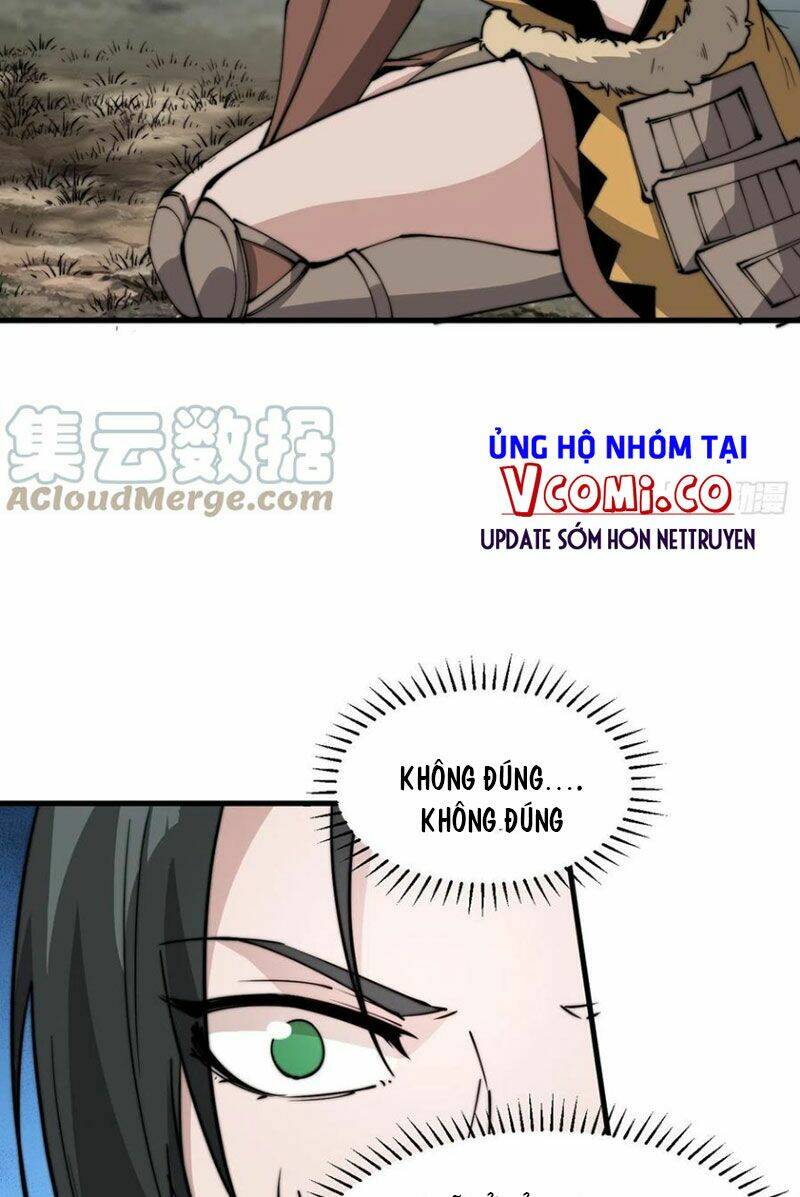 集云数据
ACloudMerge.com
ỦNG HỘ NHÓM TẠI
VCOMI.CO
UPDATE SỚM HƠN NETTRUYEN
KHÔNG ĐÚNG....
KHÔNG ĐÚNG